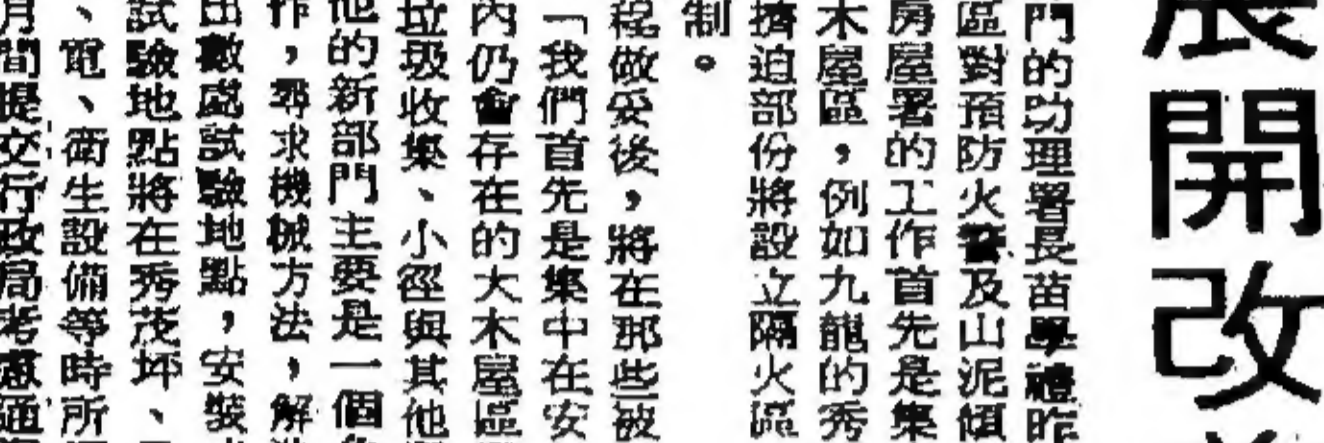 展開改
門的助理署長苗學禮昨
區對預防火警及山泥傾
房屋署的工作首先是集
木屋區，例如九龍的秀
擠迫部份將設立隔火區
制。
程做妥後，將在那些被
「我們首先是集中在安
內仍會存在的大木屋區
垃圾收集、小徑與其他
他的新部門主要是一個
作，尋求機械方法，解
出數處試驗地點，安裝
試驗地點將在秀茂坪、
、電、衛生設備等時所
月間提交行政局考慮通